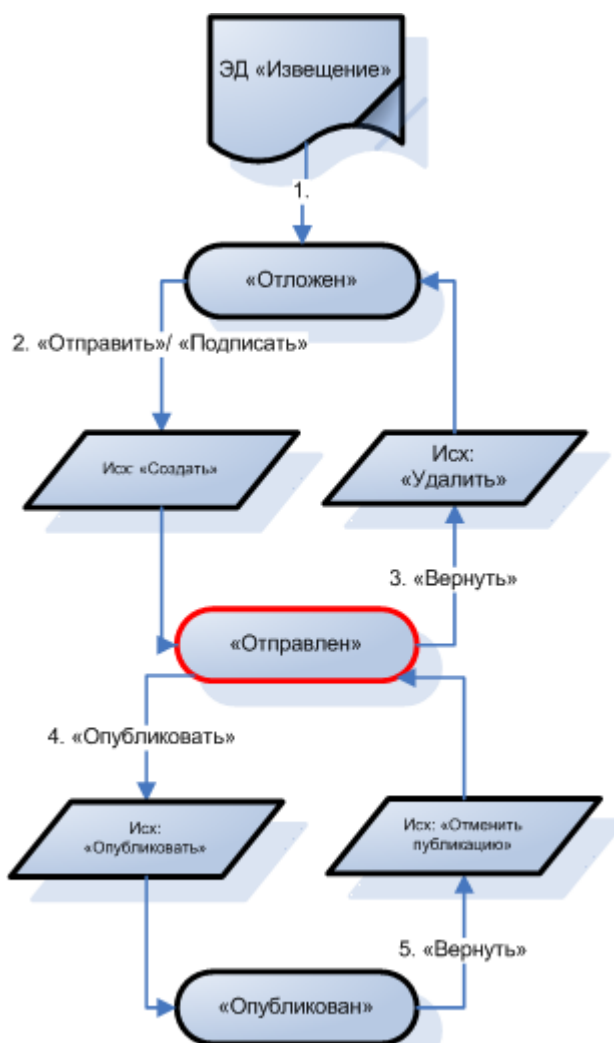 ЭД «Извещение»
1.
«Отложен»
2. «Отправить»/ «Подписать»
Исх: «Создать»
Исх:
«Удалить»
3. «Вернуть»
«Отправлен»
4. «Опубликовать»
Исх:
«Опубликовать»
Исх: «Отменить
публикацию»
5. «Вернуть»
«Опубликован»